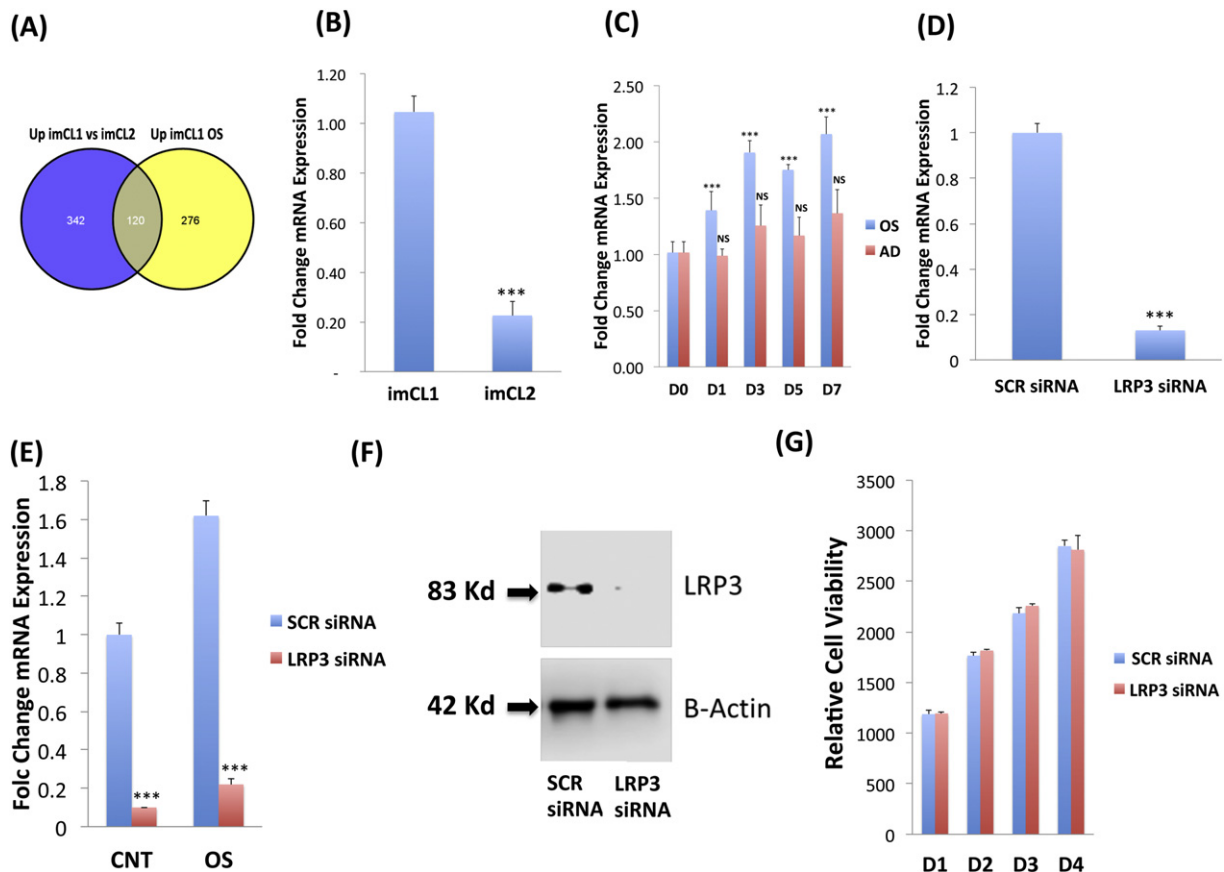 (A)
Up imCL1 vs imCL2 Up imCL1 OS
342 120 276
(B)
Fold Change mRNA Expression
1.20
1.00
0.80
0.60
0.40
0.20
-
***
imCL1 imCL2
(C)
Fold Change mRNA Expression
2.50
2.00
1.50
1.00
0.50
0.00
*** NS *** NS *** NS *** NS
D0 D1 D3 D5 D7
OS
AD
(D)
Fold Change mRNA Expression
1.2
1
0.8
0.6
0.4
0.2
0
***
SCR siRNA LRP3 siRNA
(E)
Folc Change mRNA Expression
1.8
1.6
1.4
1.2
1
0.8
0.6
0.4
0.2
0
*** ***
CNT OS
SCR siRNA
LRP3 siRNA
(F)
83 Kd LRP3
42 Kd B-Actin
SCR LRP3
siRNA siRNA
(G)
Relative Cell Viability
3500
3000
2500
2000
1500
1000
500
0
D1 D2 D3 D4
SCR siRNA
LRP3 siRNA